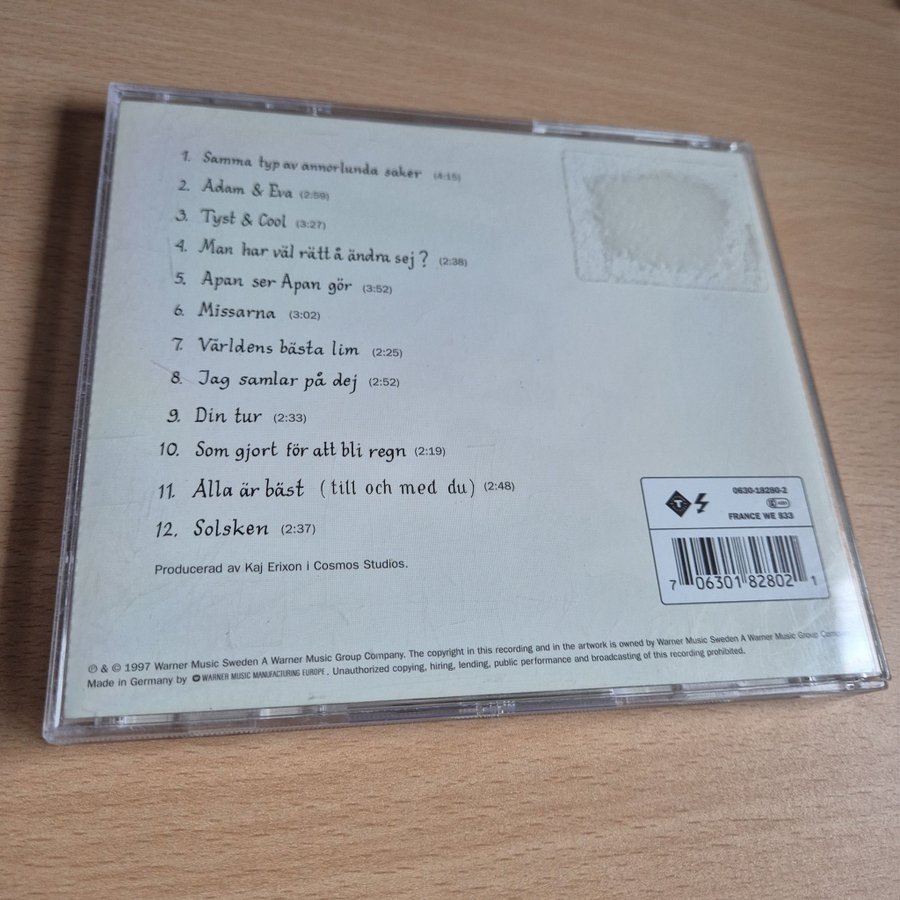 1. Samma typ av annorlunda saker (4:15)
2. Adam & Eva (2:59)
3. Tyst & Cool (3:27)
4. Man har väl rätt å ändra sej? (2:38)
5. Apan ser Apan gör (3:52)
6. Missarna (3:02)
7. Världens bästa lim (2:25)
8. Jag samlar på dej (2:52)
9. Din tur (2:33)
10. Som gjort för att bli regn (2:19)
11. Alla är bäst (till och med du) (2:48)
12. Solsken (2:37)
Producerad av Kaj Erixon i Cosmos Studios.
T
0630-18280-2
FRANCE WE 833
7 06301 82802 1
℗ & © 1997 Warner Music Sweden A Warner Music Group Company. The copyright in this recording and in the artwork is owned by Warner Music Sweden A Warner Music Group Company
Made in Germany by WARNER MUSIC MANUFACTURING EUROPE. Unauthorized copying, hiring, lending, public performance and broadcasting of this recording prohibited.